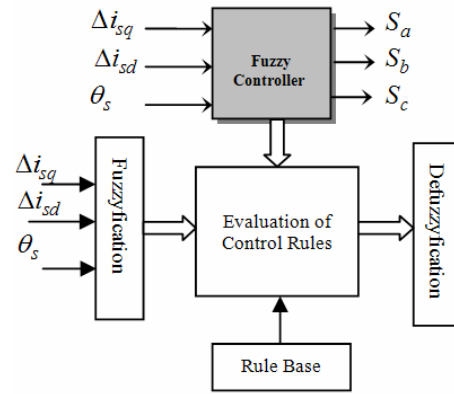 Δi_sq
Δi_sd
θ_s
Fuzzy
Controller
S_a
S_b
S_c
Δi_sq
Δi_sd
θ_s
Fuzzyfication
Evaluation of
Control Rules
Defuzzyfication
Rule Base